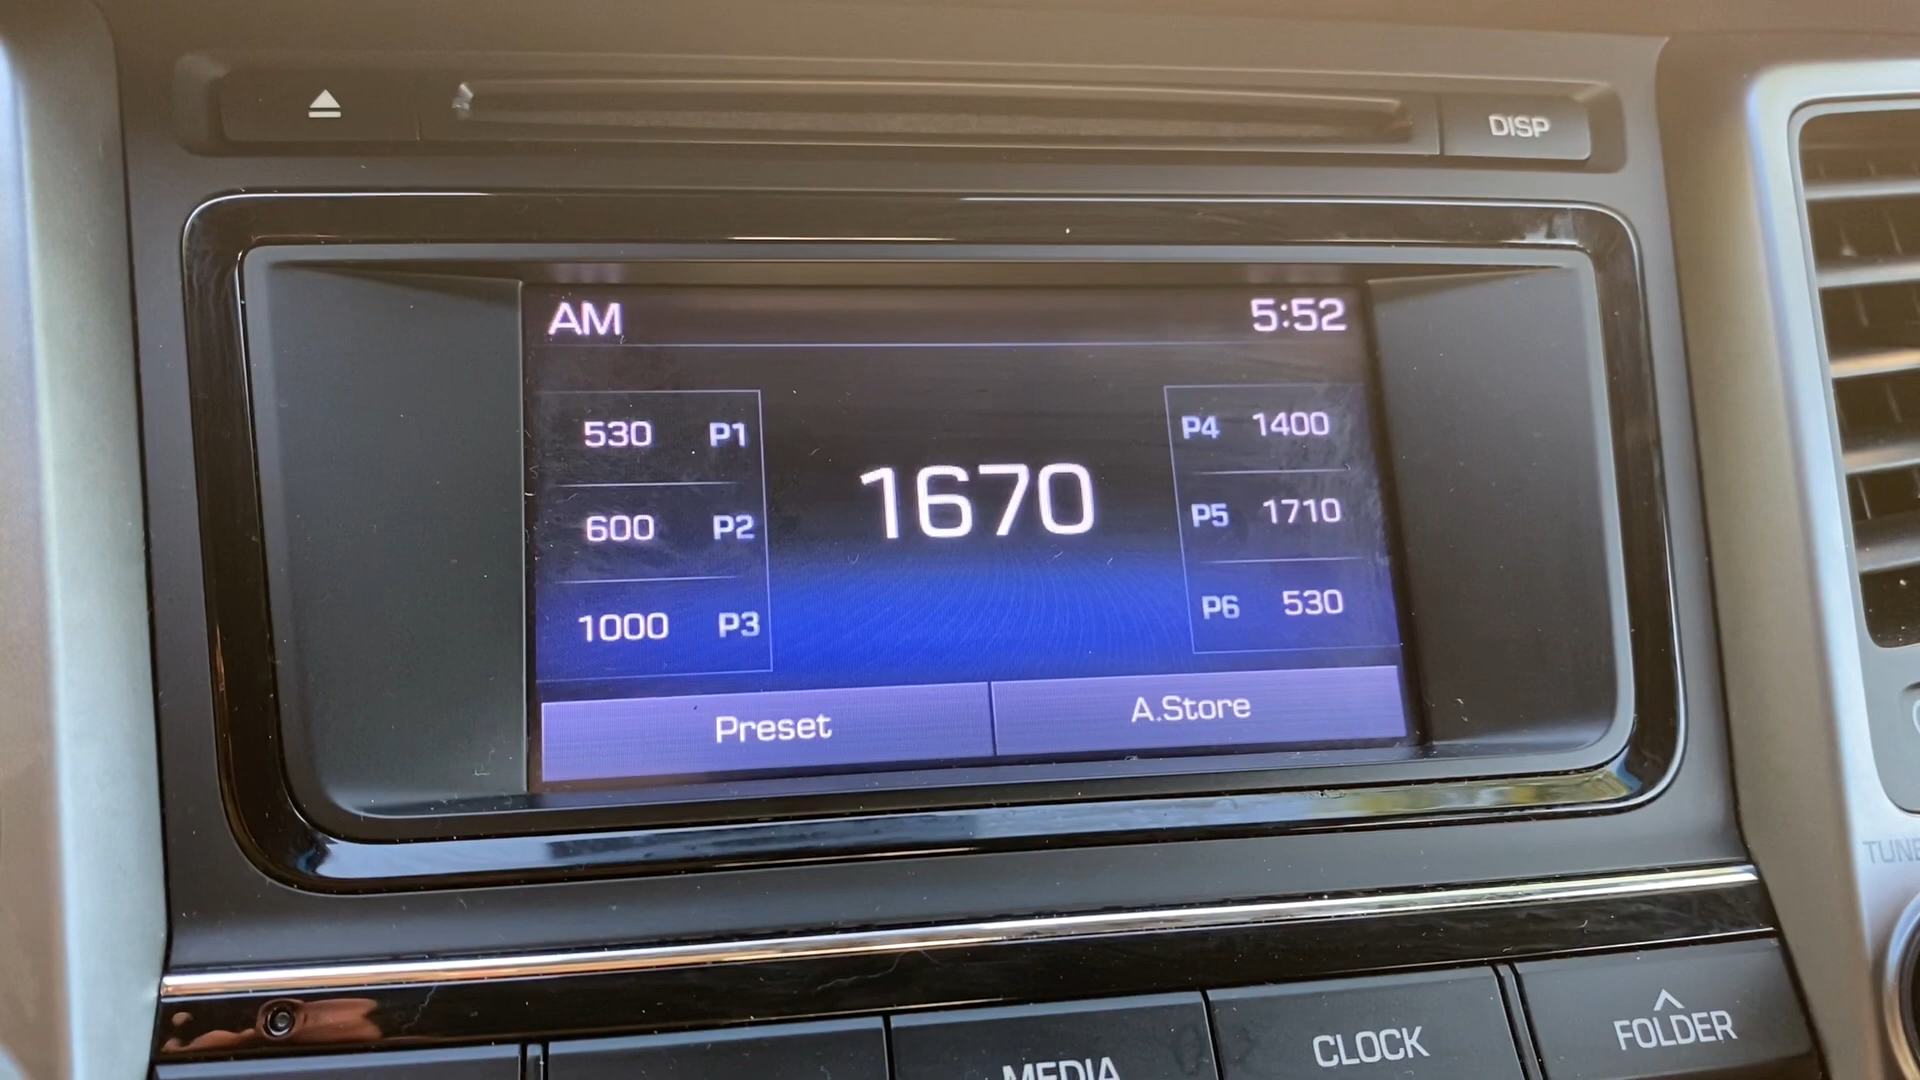 DISP
AM 5:52
530 P1
600 P2
1000 P3
1670
P4 1400
P5 1710
P6 530
Preset A.Store
TUNE
MEDIA
CLOCK
FOLDER